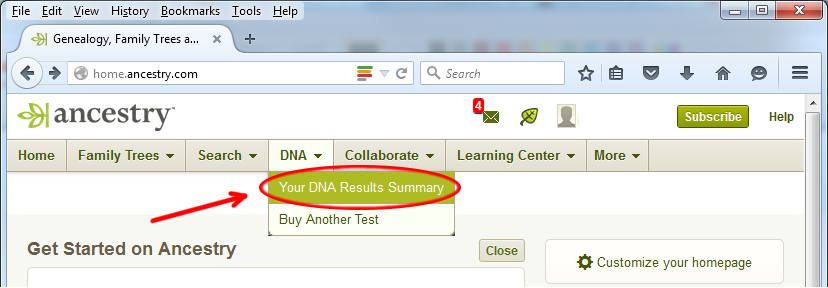 File Edit View History Bookmarks Tools Help
Genealogy, Family Trees a... ×
home.ancestry.com Search
ancestry™ 4 Subscribe Help
Home Family Trees Search DNA Collaborate Learning Center More
Your DNA Results Summary
Buy Another Test
Get Started on Ancestry Close
Customize your homepage